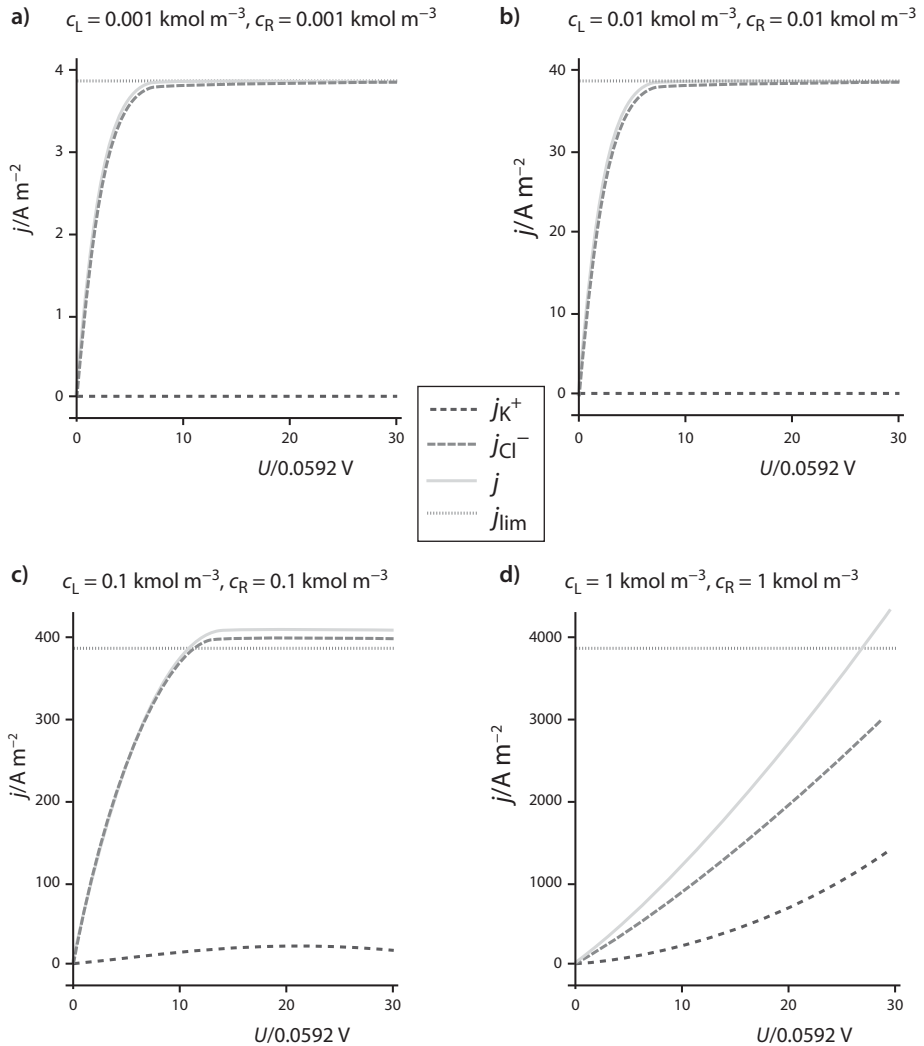 a) c_L = 0.001 kmol m⁻³, c_R = 0.001 kmol m⁻³
4
3
2
1
0
j/A m⁻²
0 10 20 30
U/0.0592 V
b) c_L = 0.01 kmol m⁻³, c_R = 0.01 kmol m⁻³
40
30
20
10
0
j/A m⁻²
0 10 20 30
U/0.0592 V
j_K⁺
j_Cl⁻
j
j_lim
c) c_L = 0.1 kmol m⁻³, c_R = 0.1 kmol m⁻³
400
300
200
100
0
j/A m⁻²
0 10 20 30
U/0.0592 V
d) c_L = 1 kmol m⁻³, c_R = 1 kmol m⁻³
4000
3000
2000
1000
0
j/A m⁻²
0 10 20 30
U/0.0592 V